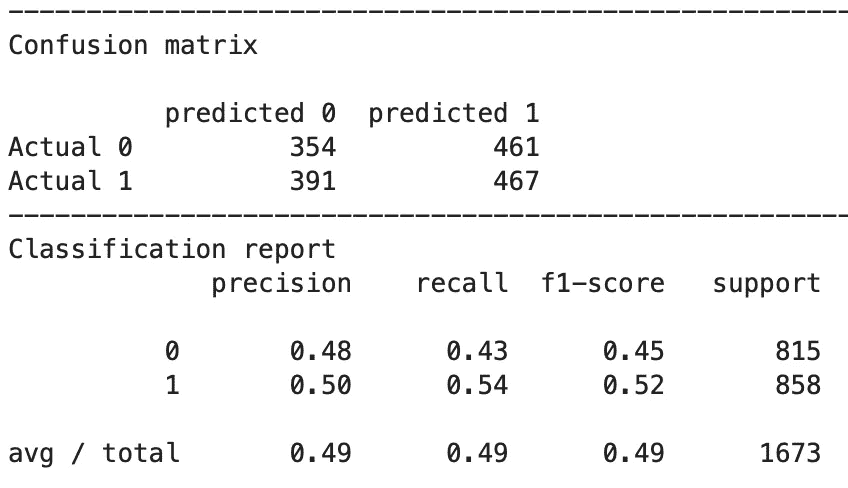 ------------------------------------------------------
Confusion matrix
predicted 0 predicted 1
Actual 0 354 461
Actual 1 391 467
------------------------------------------------------
Classification report
precision recall f1-score support
0 0.48 0.43 0.45 815
1 0.50 0.54 0.52 858
avg / total 0.49 0.49 0.49 1673